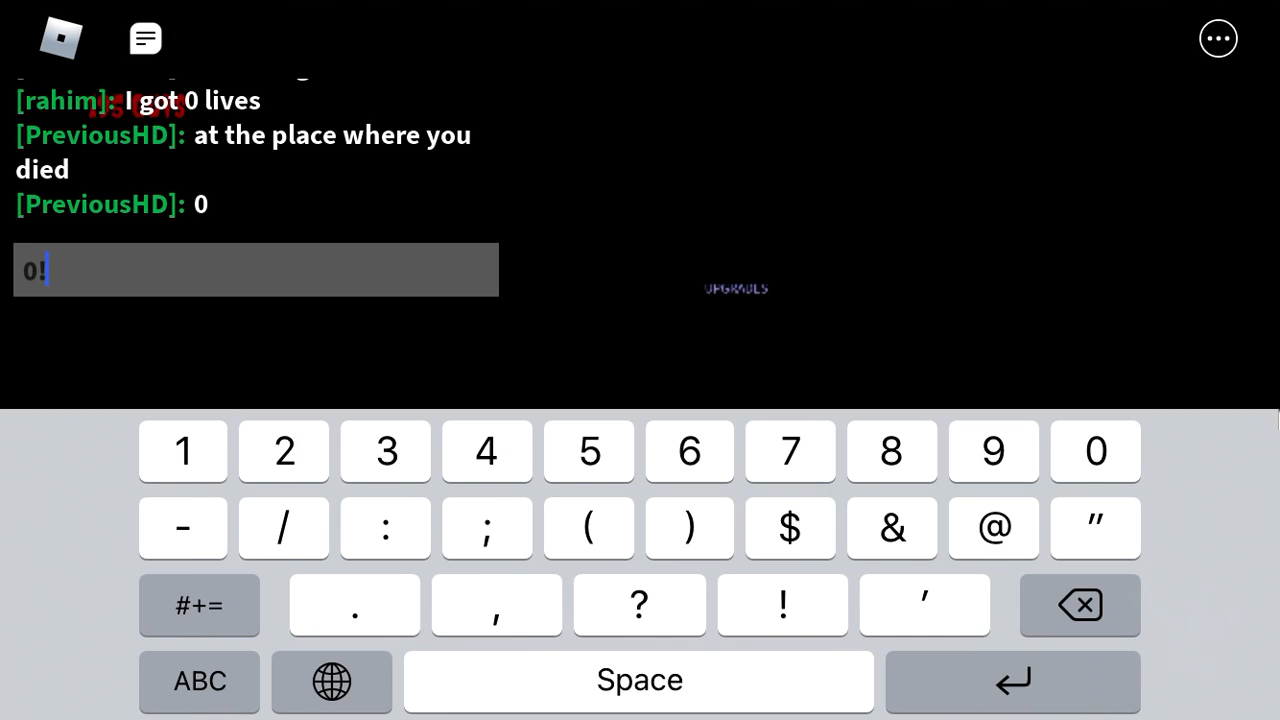 [rahim]: I got 0 lives
[PreviousHD]: at the place where you
died
[PreviousHD]: 0
0!
UPGRADES
1 2 3 4 5 6 7 8 9 0
- / : ; ( ) $ & @ "
#+= . , ? ! '
ABC Space